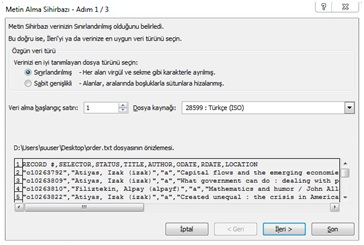 Metin Alma Sihirbazı - Adım 1 / 3
Metin Sihirbazı verinizin Sınırlandırılmış olduğunu belirledi.
Bu doğru ise, İleri'yi ya da verinize en uygun veri türünü seçin.
Özgün veri türü
Verinizi en iyi tanımlayan dosya türünü seçin:
Sınırlandırılmış - Her alan virgül ve sekme gibi karakterle ayrılmış.
Sabit genişlikli - Alanlar, aralarında boşluklarla sütunlara hizalanmış.
Veri alma başlangıç satırı: 1 Dosya kaynağı: 28599 : Türkçe (ISO)
D:\Users\puuser\Desktop\order.txt dosyasının önizlemesi.
1 RECORD #,SELECTOR,STATUS,TITLE,AUTHOR,ODATE,RDATE,LOCATION
2 "o10263792","Atiyas, Izak (izak)","a","Capital flows and the emerging economie
3 "o10263809","Atiyas, Izak (izak)","a","What government can do : dealing with p
4 "o10263810","Filiztekin, Alpay (alpayf)","a","Mathematics and humor / John All
5 "o10263822","Atiyas, Izak (izak)","a","Created unequal : the crisis in America
İptal < Geri İleri > Son